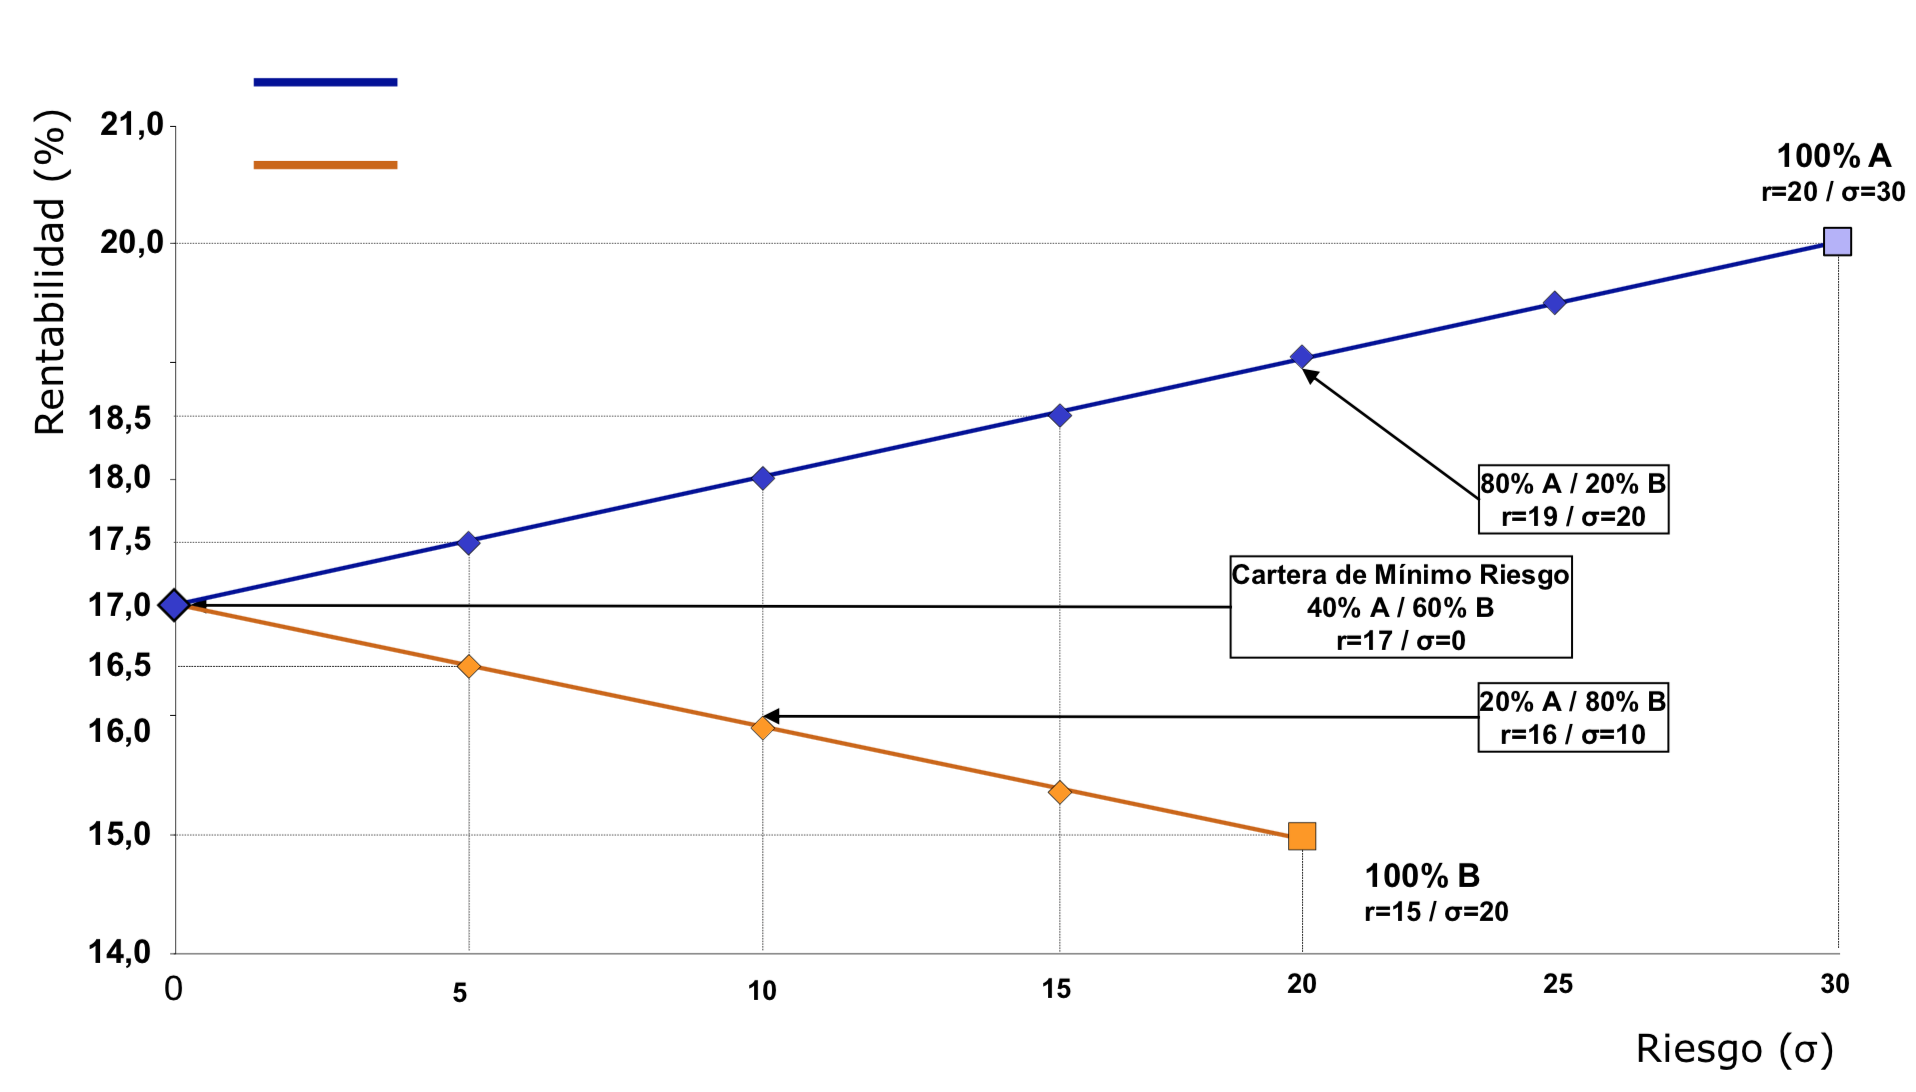 Rentabilidad (%)
21,0
20,0
18,5
18,0
17,5
17,0
16,5
16,0
15,0
14,0
100% A
r=20 / σ=30
80% A / 20% B
r=19 / σ=20
Cartera de Mínimo Riesgo
40% A / 60% B
r=17 / σ=0
20% A / 80% B
r=16 / σ=10
100% B
r=15 / σ=20
0 5 10 15 20 25 30
Riesgo (σ)